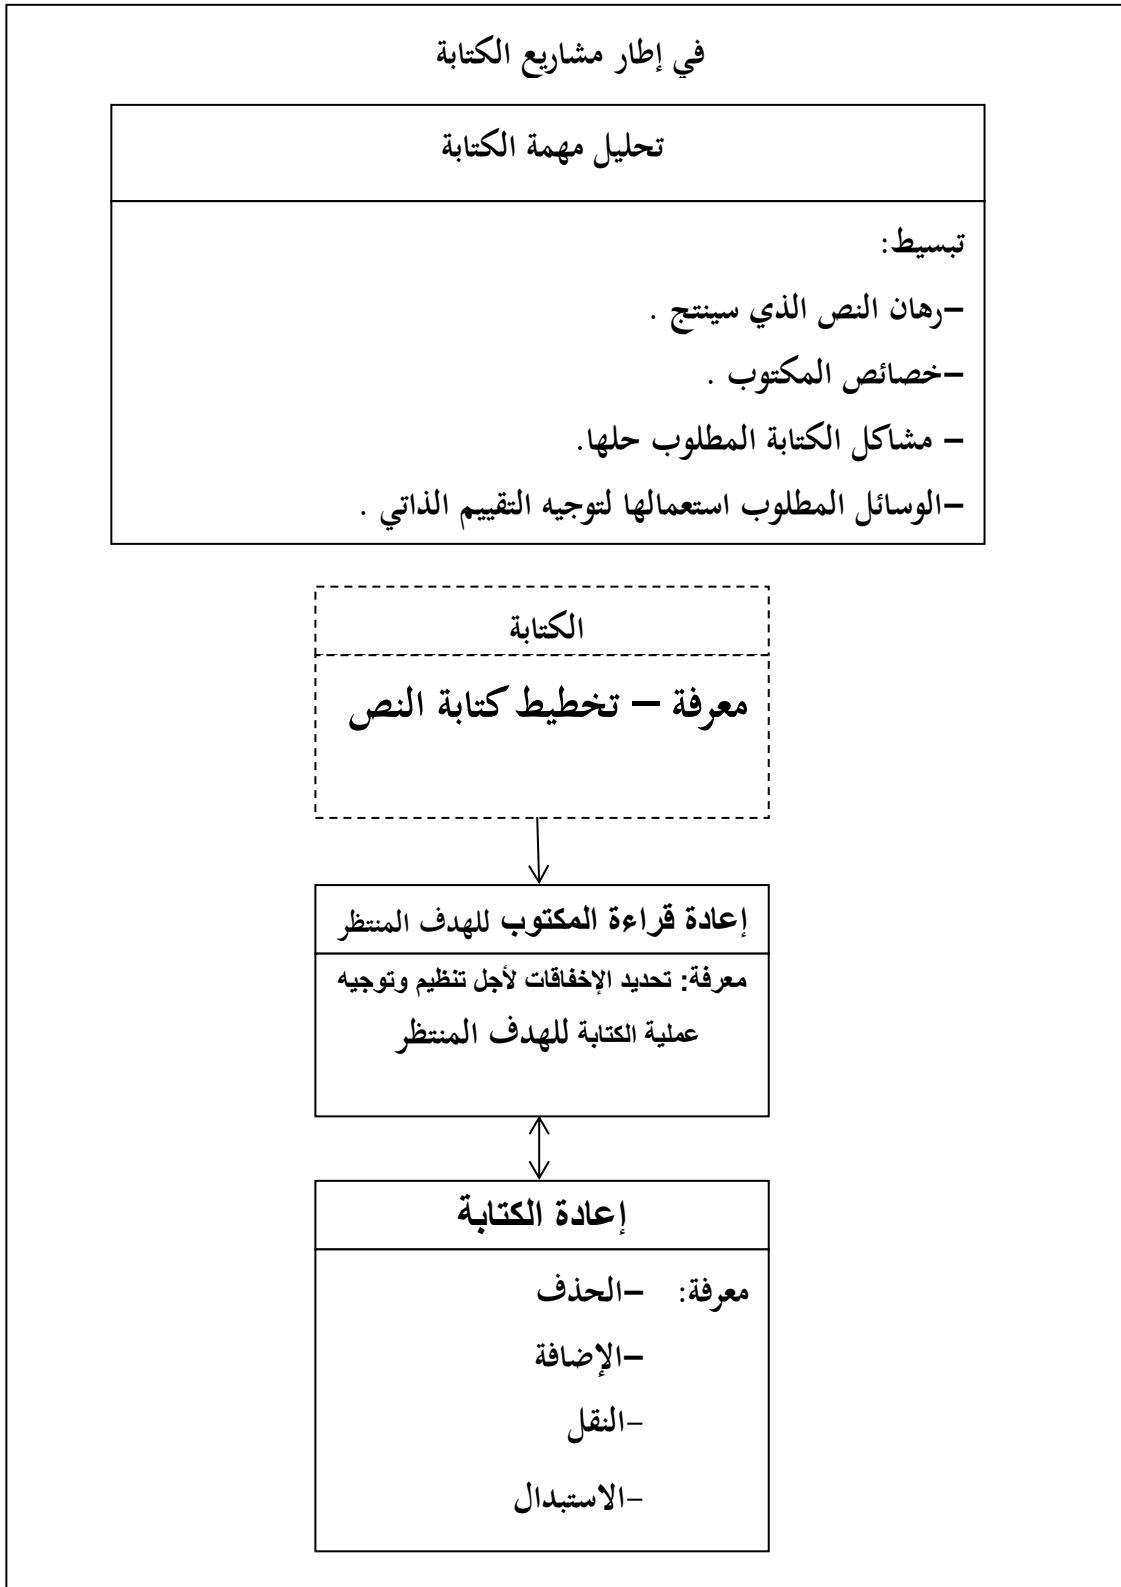 في إطار مشاريع الكتابة
تحليل مهمة الكتابة
تبسيط:
–رهان النص الذي سينتج .
–خصائص المكتوب .
– مشاكل الكتابة المطلوب حلها.
–الوسائل المطلوب استعمالها لتوجيه التقييم الذاتي .
الكتابة
معرفة – تخطيط كتابة النص
إعادة قراءة المكتوب للهدف المنتظر
معرفة: تحديد الإخفاقات لأجل تنظيم وتوجيه
عملية الكتابة للهدف المنتظر
إعادة الكتابة
معرفة: –الحذف
–الإضافة
–النقل
–الاستبدال